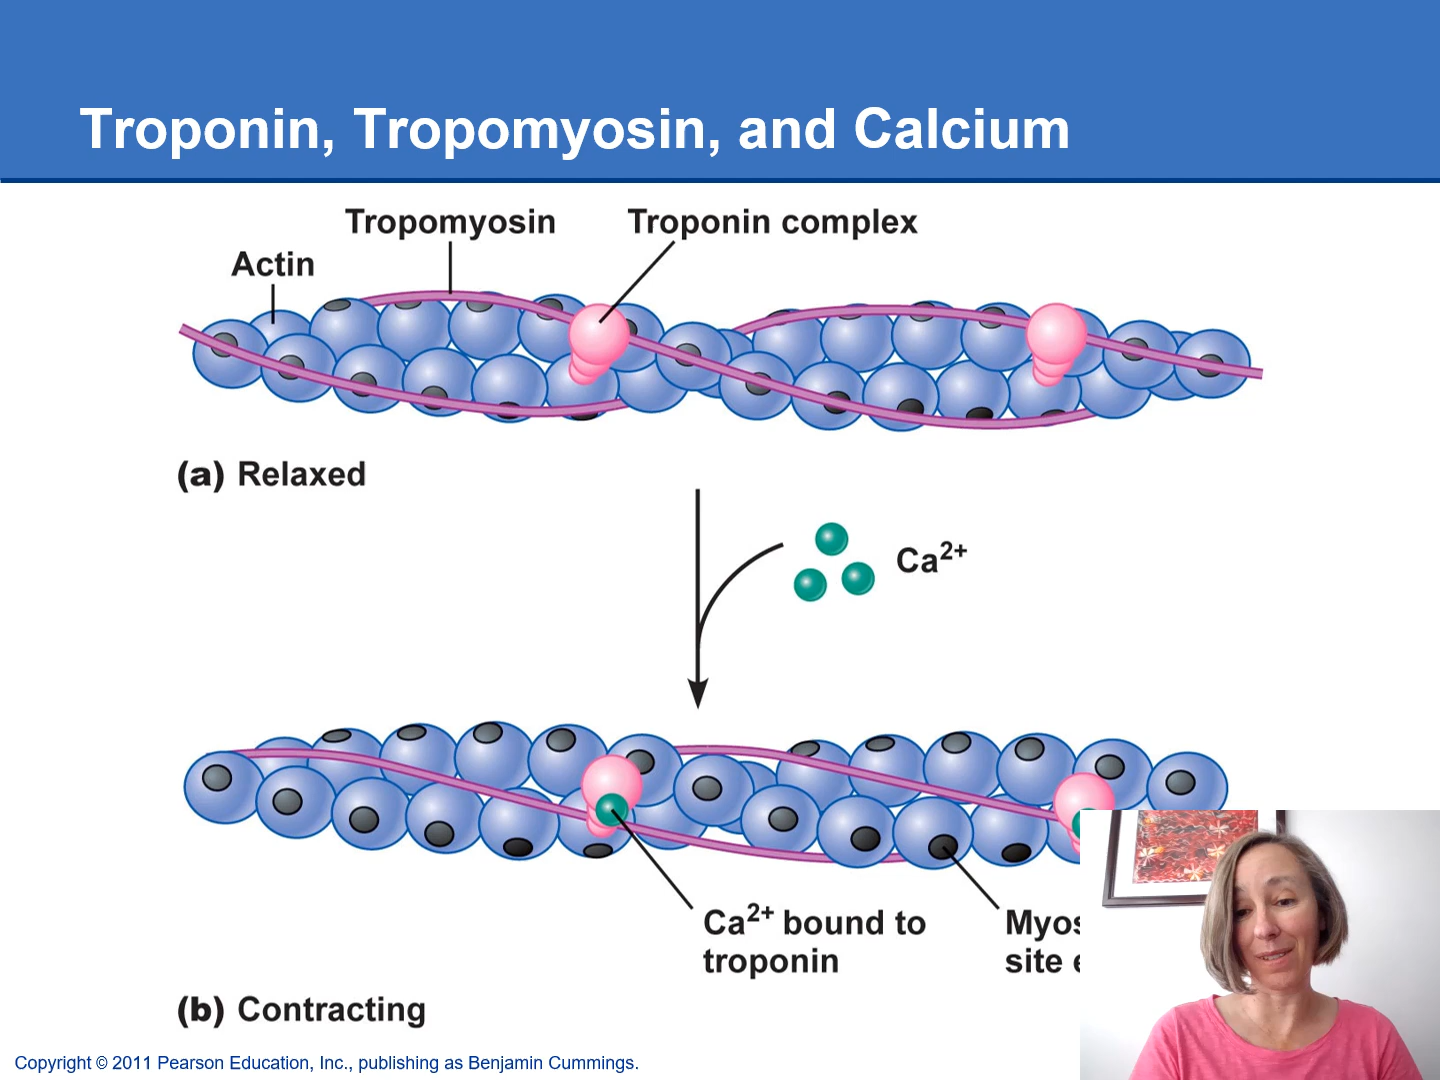 Troponin, Tropomyosin, and Calcium
Tropomyosin
Troponin complex
Actin
(a) Relaxed
Ca2+
Ca2+ bound to
troponin
site
(b) Contracting
Copyright © 2011 Pearson Education, Inc., publishing as Benjamin Cummings.